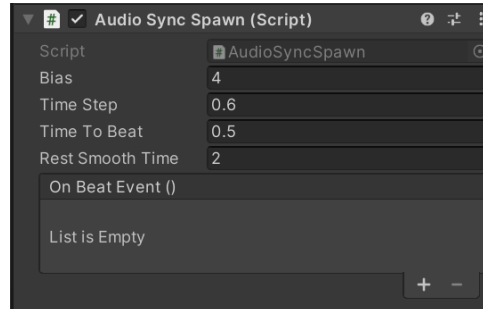 Audio Sync Spawn (Script)
Script AudioSyncSpawn
Bias 4
Time Step 0.6
Time To Beat 0.5
Rest Smooth Time 2
On Beat Event ()
List is Empty
+ −